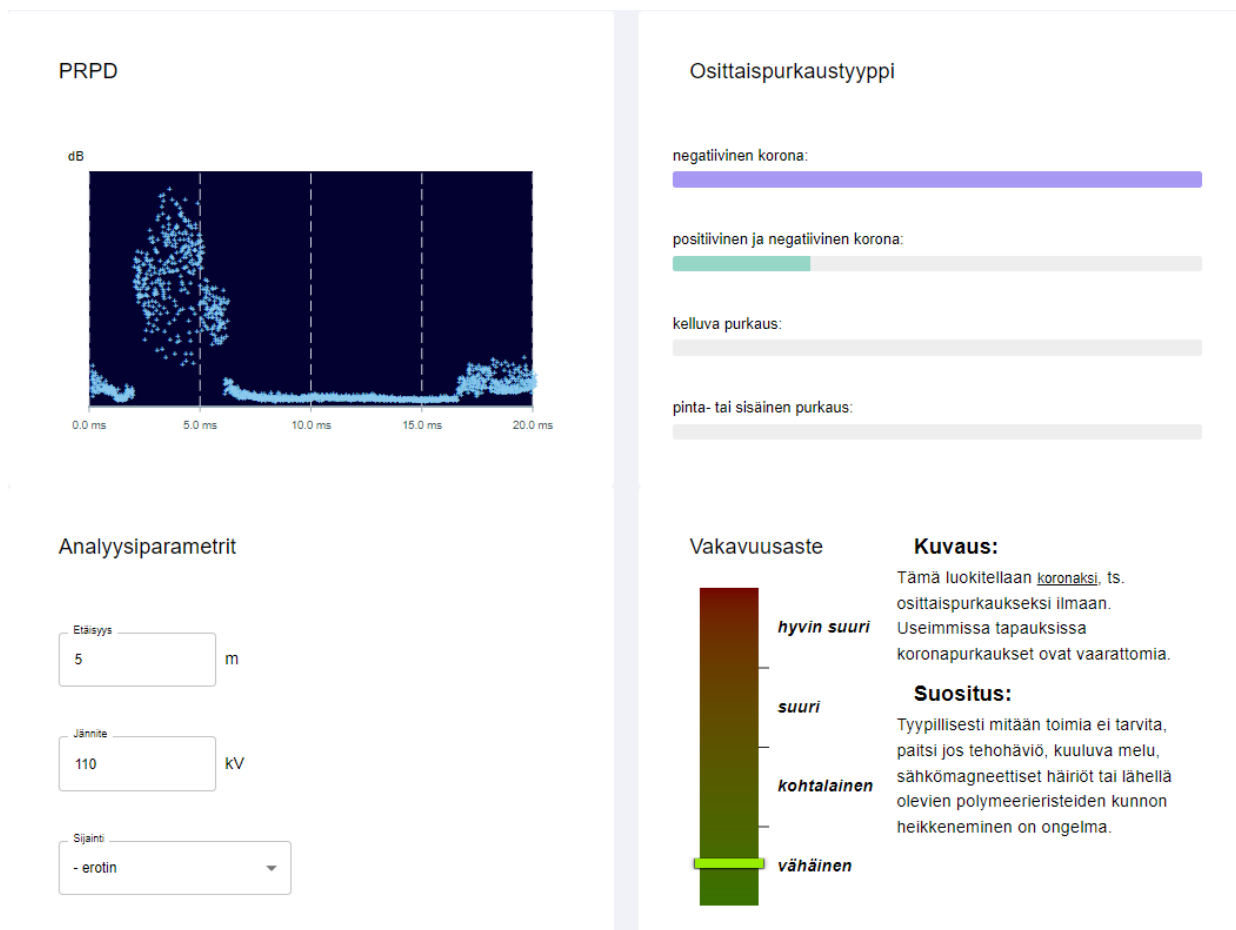 PRPD
dB
0.0 ms 5.0 ms 10.0 ms 15.0 ms 20.0 ms
Osittaispurkaustyyppi
negatiivinen korona:
positiivinen ja negatiivinen korona:
kelluva purkaus:
pinta- tai sisäinen purkaus:
Analyysiparametrit
Etäisyys
5 m
Jännite
110 kV
Sijainti
- erotin
Vakavuusaste
hyvin suuri
suuri
kohtalainen
vähäinen
Kuvaus:
Tämä luokitellaan koronaksi, ts.
osittaispurkaukseksi ilmaan.
Useimmissa tapauksissa
koronapurkaukset ovat vaarattomia.
Suositus:
Tyypillisesti mitään toimia ei tarvita,
paitsi jos tehohäviö, kuuluva melu,
sähkömagneettiset häiriöt tai lähellä
olevien polymeerieristeiden kunnon
heikkeneminen on ongelma.